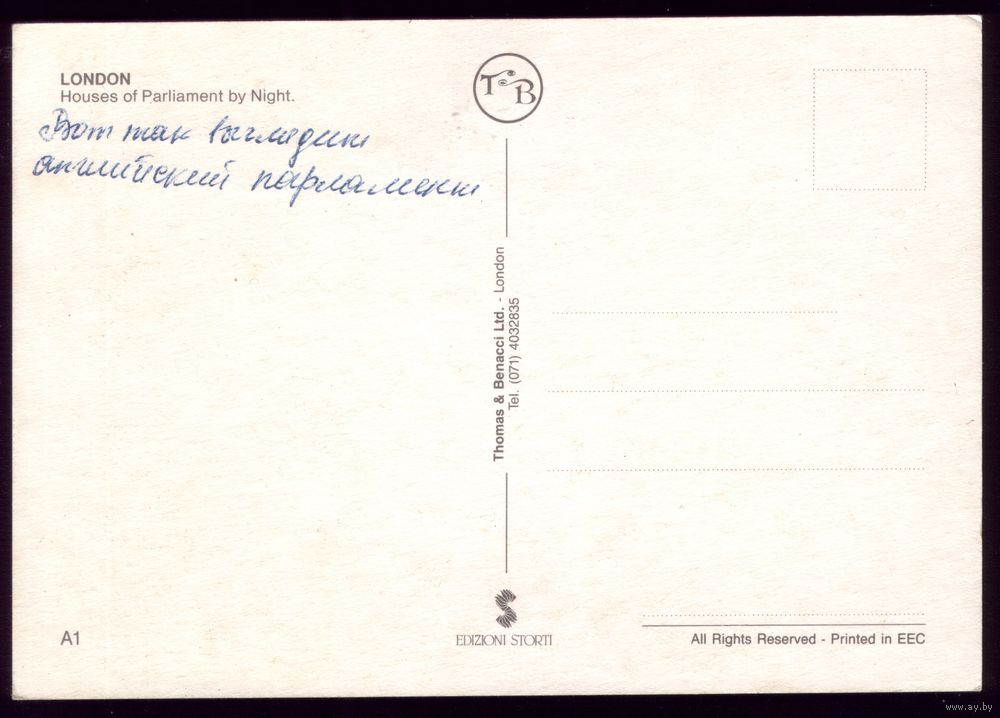 LONDON
Houses of Parliament by Night.
Вот так выглядит
английский парламент
T B
Thomas & Benacci Ltd. - London
Tel. (071) 4032835
A1
EDIZIONI STORTI
All Rights Reserved - Printed in EEC
www.ay.by